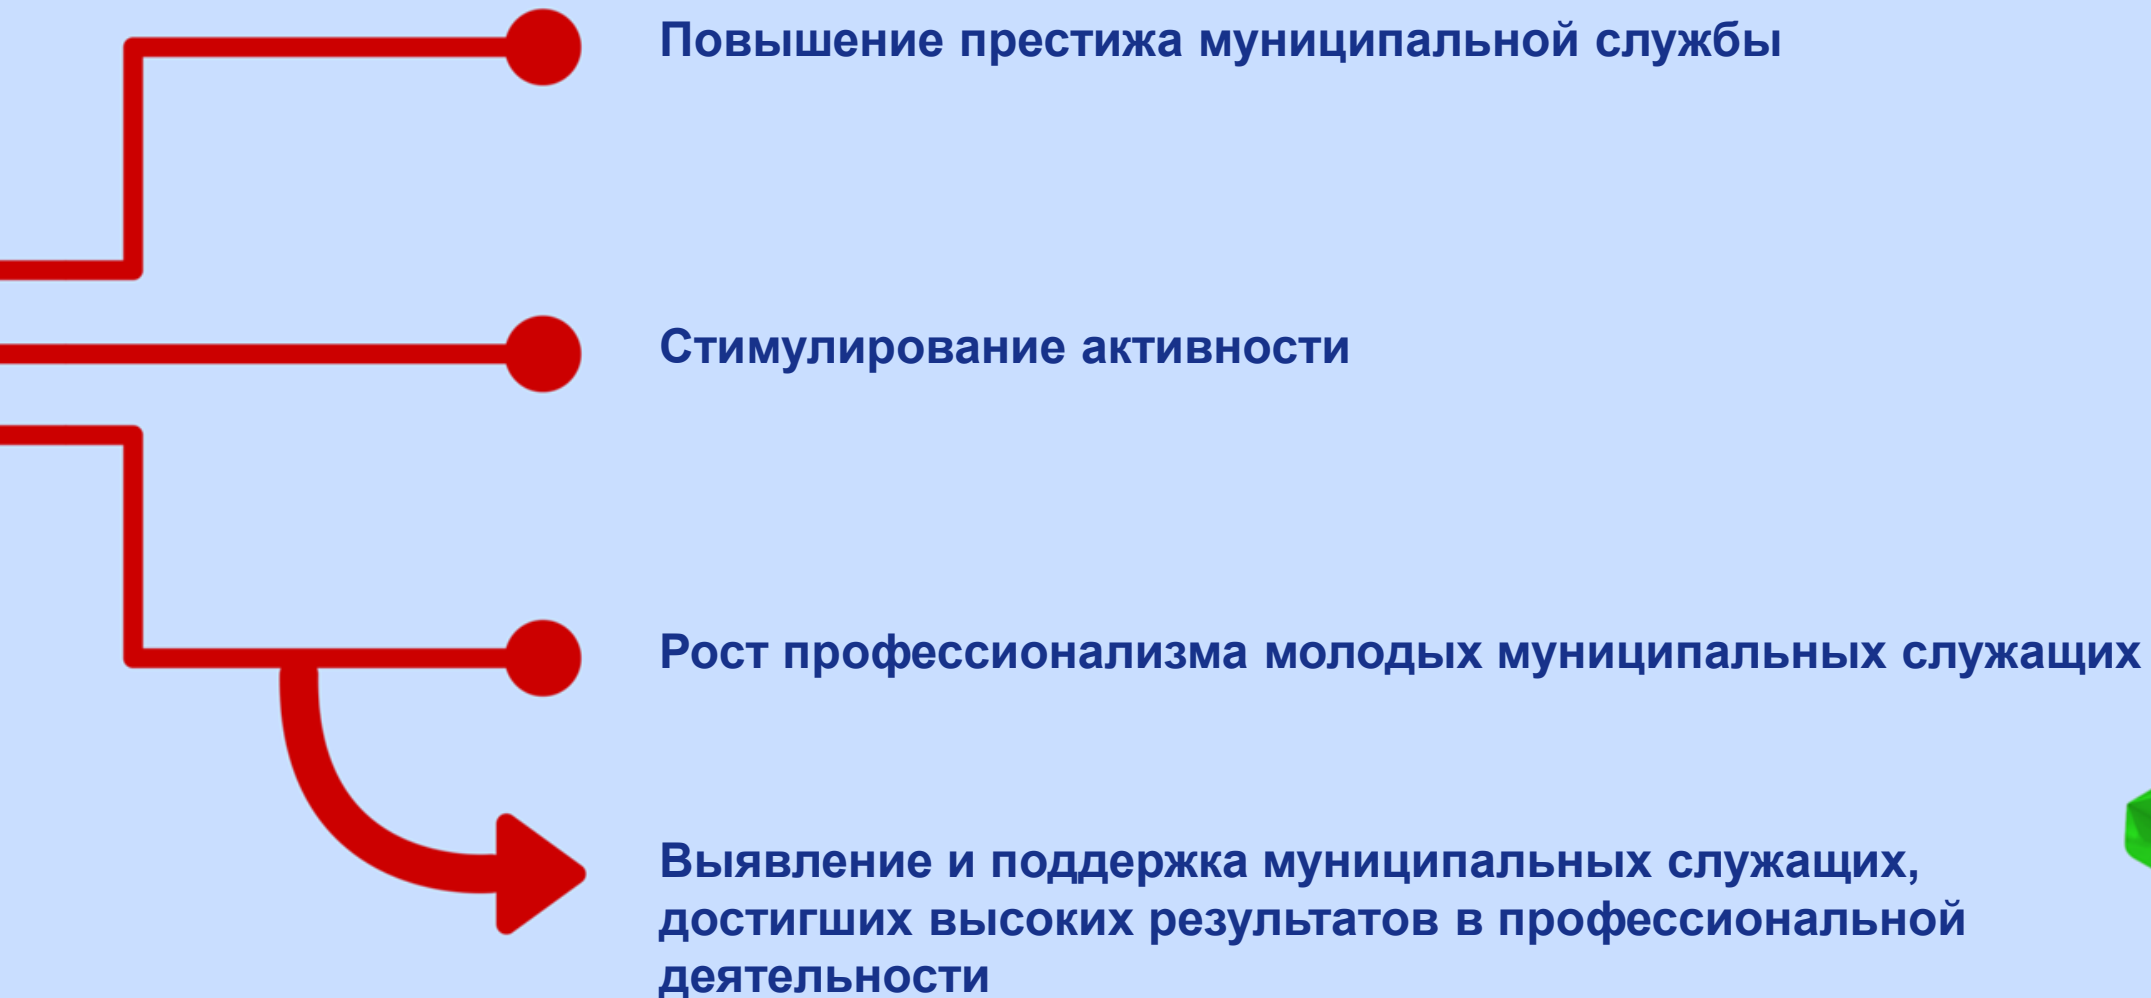 Повышение престижа муниципальной службы
Стимулирование активности
Рост профессионализма молодых муниципальных служащих
Выявление и поддержка муниципальных служащих,
достигших высоких результатов в профессиональной
деятельности